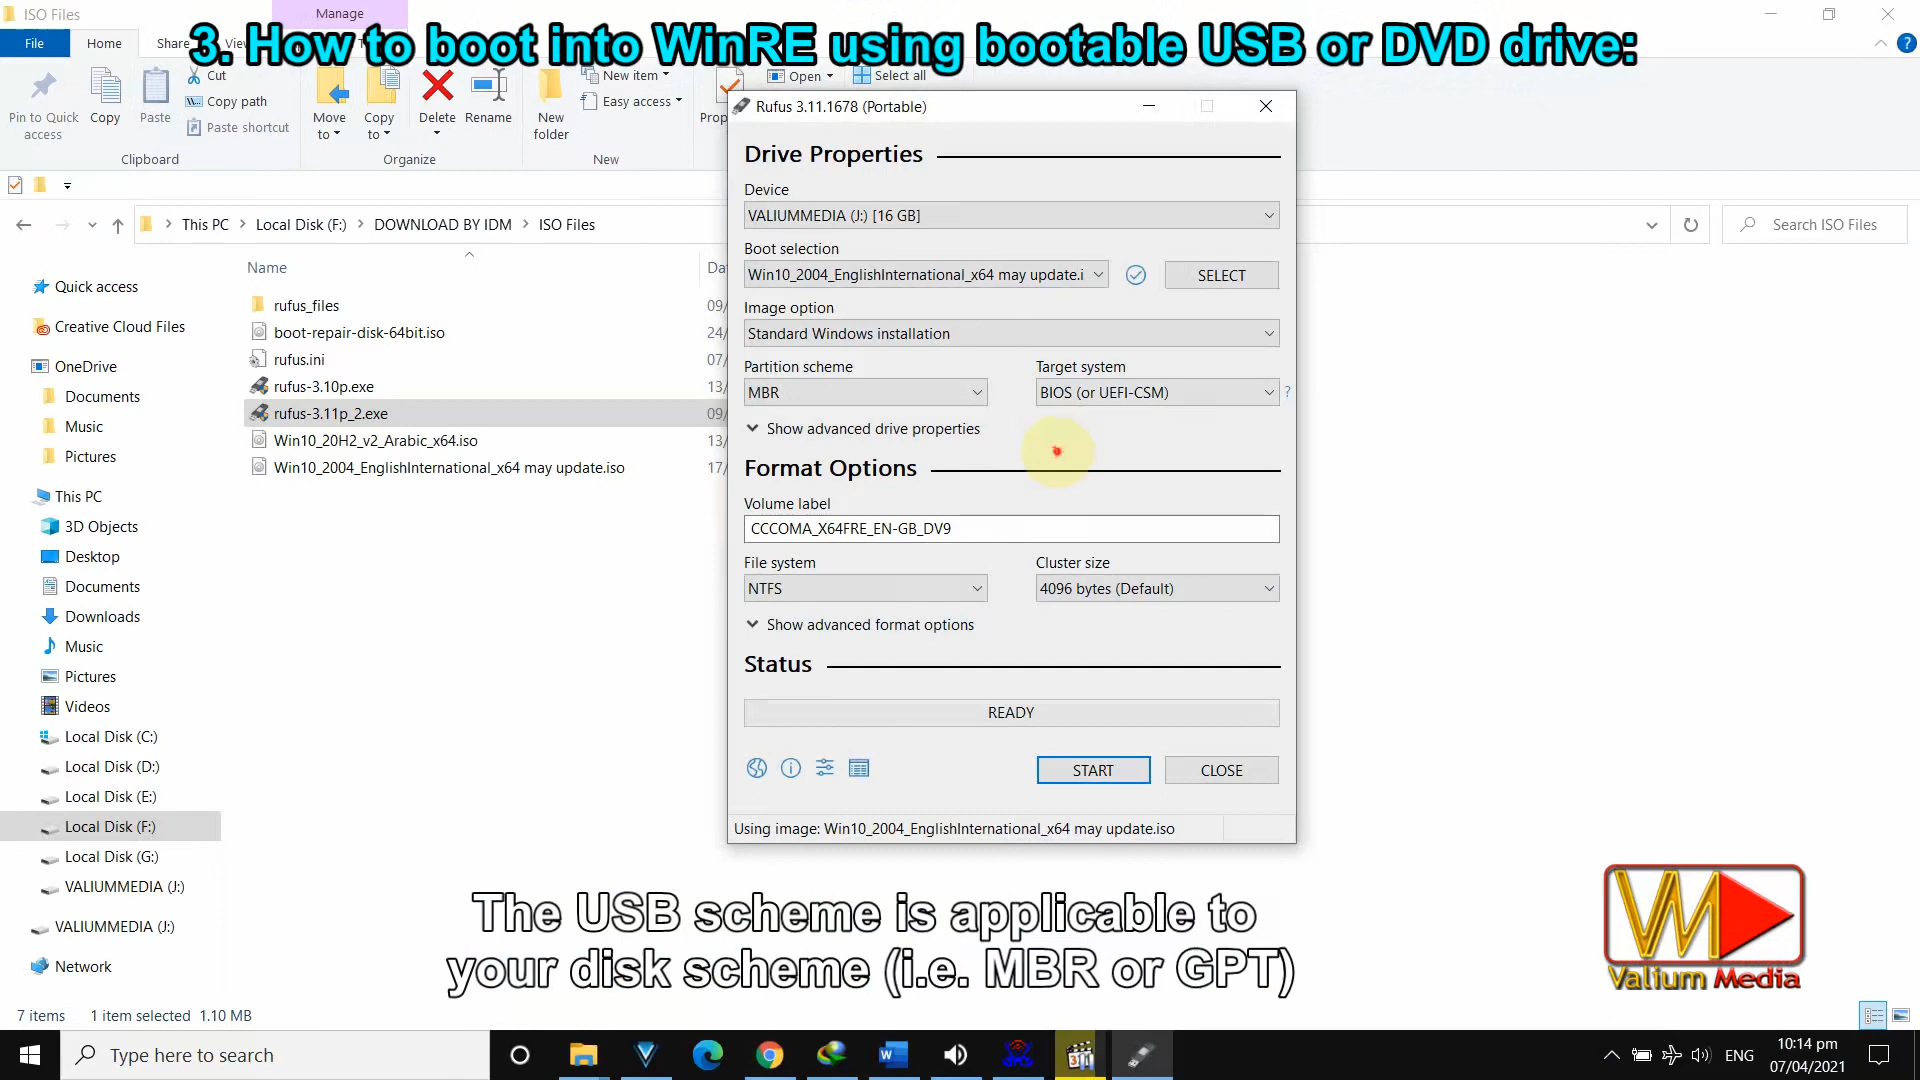 ISO Files
Manage
3. How to boot into WinRE using bootable USB or DVD drive:
File
Home
Share
View
Pin to Quick access
Copy
Paste
Cut
Copy path
Paste shortcut
Move to
Copy to
Delete
Rename
New folder
New item
Easy access
Open
Select all
Clipboard
Organize
New
This PC
Local Disk (F:)
DOWNLOAD BY IDM
ISO Files
Search ISO Files
Name
Quick access
Creative Cloud Files
OneDrive
Documents
Music
Pictures
This PC
3D Objects
Desktop
Documents
Downloads
Music
Pictures
Videos
Local Disk (C:)
Local Disk (D:)
Local Disk (E:)
Local Disk (F:)
Local Disk (G:)
VALIUMMEDIA (J:)
VALIUMMEDIA (J:)
Network
rufus_files 09/
boot-repair-disk-64bit.iso 24/
rufus.ini 07/
rufus-3.10p.exe 13/
rufus-3.11p_2.exe 09/
Win10_20H2_v2_Arabic_x64.iso 13/
Win10_2004_EnglishInternational_x64 may update.iso 17/
Rufus 3.11.1678 (Portable)
Drive Properties
Device
VALIUMMEDIA (J:) [16 GB]
Boot selection
Win10_2004_EnglishInternational_x64 may update.i
SELECT
Image option
Standard Windows installation
Partition scheme
Target system
MBR
BIOS (or UEFI-CSM)
?
Show advanced drive properties
Format Options
Volume label
CCCOMA_X64FRE_EN-GB_DV9
File system
Cluster size
NTFS
4096 bytes (Default)
Show advanced format options
Status
READY
START
CLOSE
Using image: Win10_2004_EnglishInternational_x64 may update.iso
The USB scheme is applicable to
your disk scheme (i.e. MBR or GPT)
VM
Valium Media
7 items 1 item selected 1.10 MB
Type here to search
ENG
10:14 pm
07/04/2021